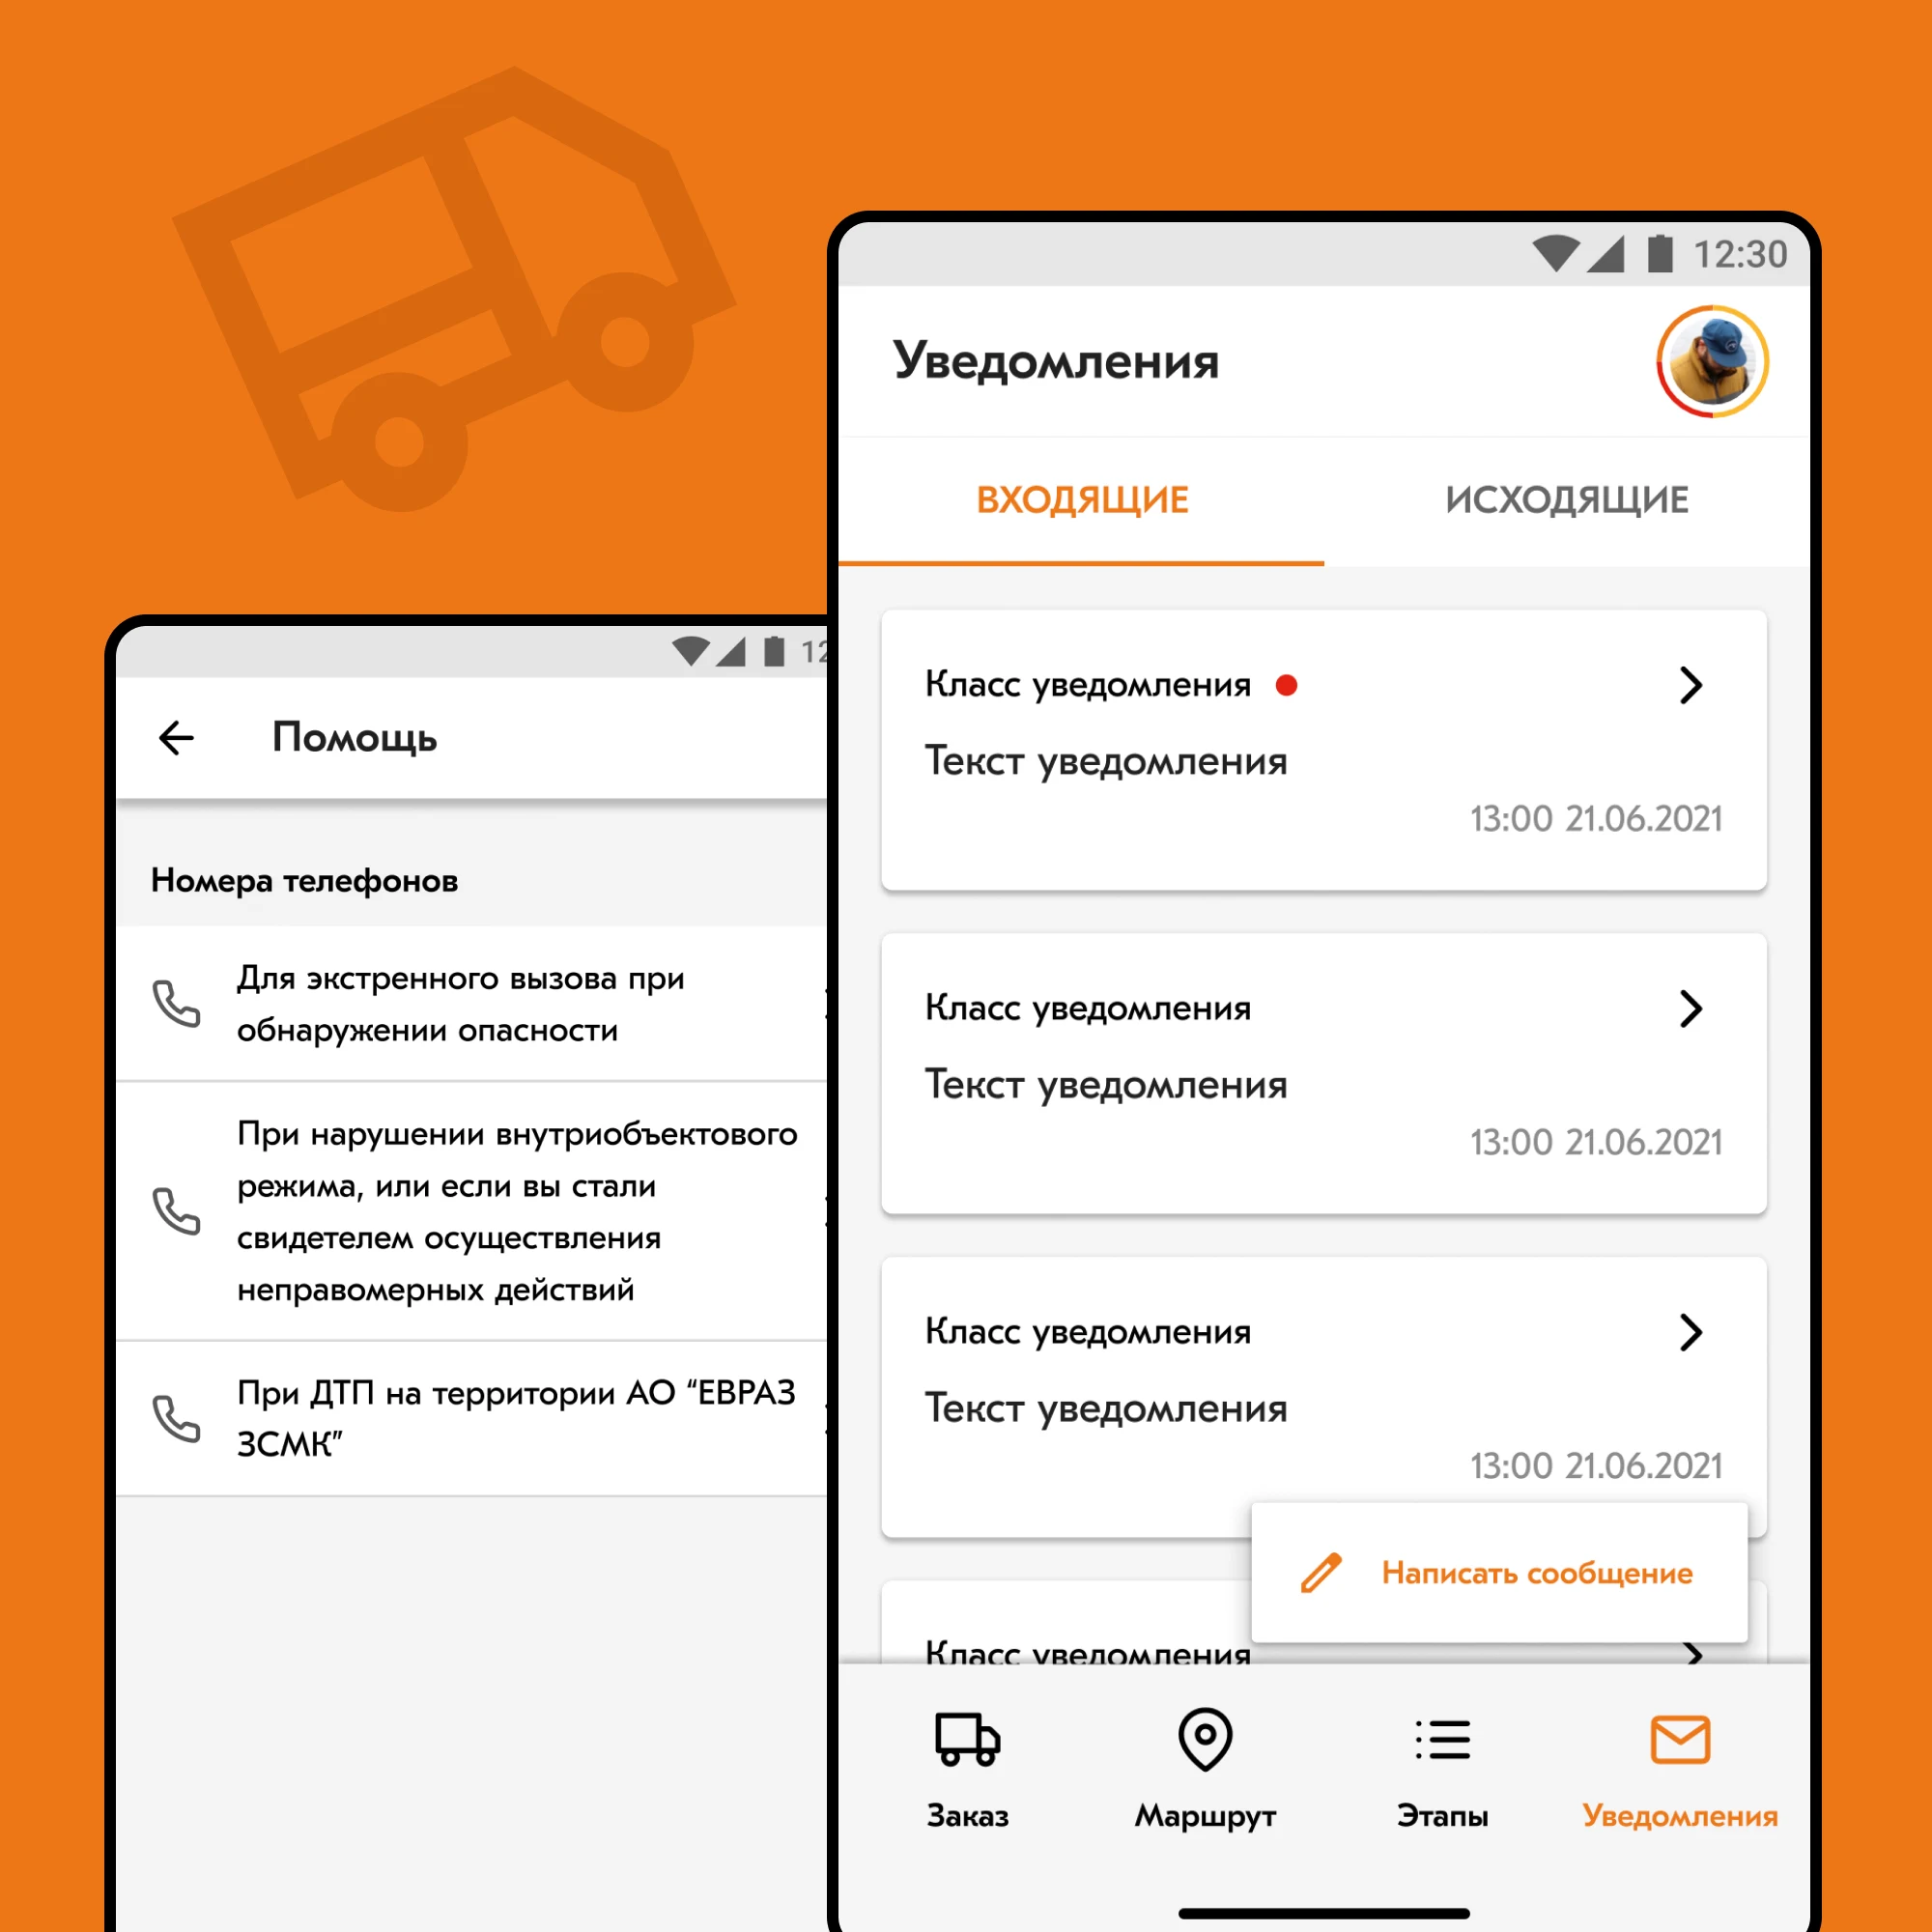 12:30
Уведомления
ВХОДЯЩИЕ
ИСХОДЯЩИЕ
Класс уведомления
Текст уведомления
13:00 21.06.2021
Класс уведомления
Текст уведомления
13:00 21.06.2021
Класс уведомления
Текст уведомления
13:00 21.06.2021
Написать сообщение
Класс уведомления
Заказ
Маршрут
Этапы
Уведомления
12
Помощь
Номера телефонов
Для экстренного вызова при
обнаружении опасности
При нарушении внутриобъектового
режима, или если вы стали
свидетелем осуществления
неправомерных действий
При ДТП на территории АО “ЕВРАЗ
ЗСМК”